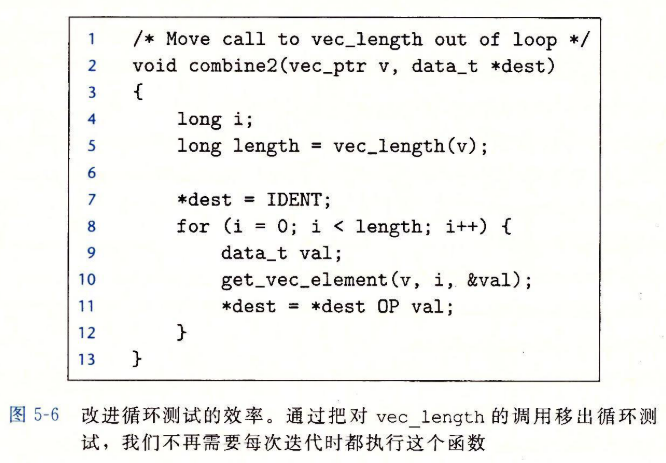 1 /* Move call to vec_length out of loop */
2 void combine2(vec_ptr v, data_t *dest)
3 {
4     long i;
5     long length = vec_length(v);
6
7     *dest = IDENT;
8     for (i = 0; i < length; i++) {
9         data_t val;
10         get_vec_element(v, i, &val);
11         *dest = *dest OP val;
12     }
13 }
图 5-6 改进循环测试的效率。通过把对 vec_length 的调用移出循环测
试，我们不再需要每次迭代时都执行这个函数